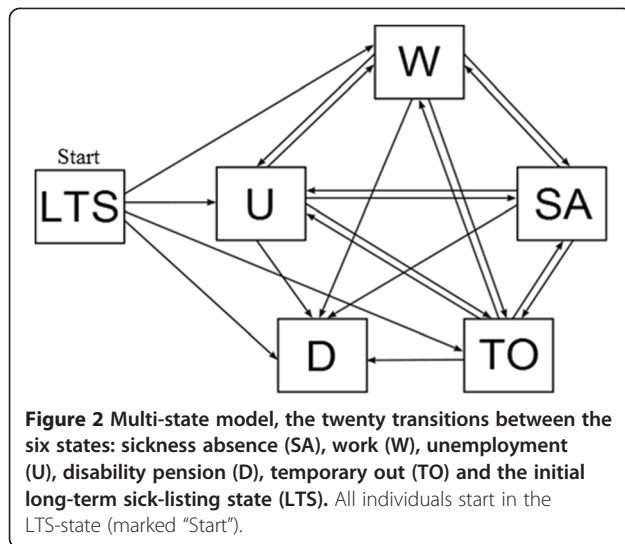 W
Start
LTS
U
SA
D
TO
Figure 2 Multi-state model, the twenty transitions between the
six states: sickness absence (SA), work (W), unemployment
(U), disability pension (D), temporary out (TO) and the initial
long-term sick-listing state (LTS). All individuals start in the
LTS-state (marked “Start”).